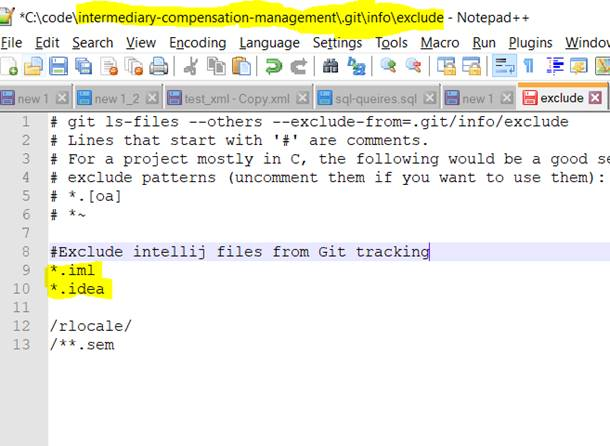 *C:\code\intermediary-compensation-management\.git\info\exclude - Notepad++
File Edit Search View Encoding Language Settings Tools Macro Run Plugins Window
new 1 new 1_2 test_xml - Copy.xml sql-queires.sql new 1 exclude
1 # git ls-files --others --exclude-from=.git/info/exclude
2 # Lines that start with '#' are comments.
3 # For a project mostly in C, the following would be a good se
4 # exclude patterns (uncomment them if you want to use them):
5 # *.[oa]
6 # *~
7
8 #Exclude intellij files from Git tracking
9 *.iml
10 *.idea
11
12 /rlocale/
13 /**.sem